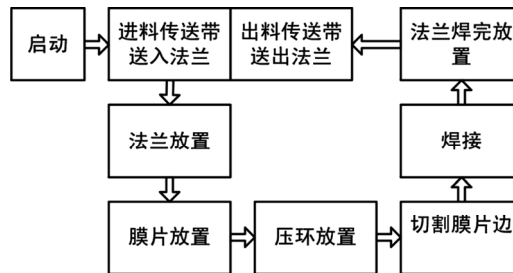 启动
进料传送带
送入法兰
出料传送带
送出法兰
法兰焊完放
置
法兰放置
焊接
膜片放置
压环放置
切割膜片边